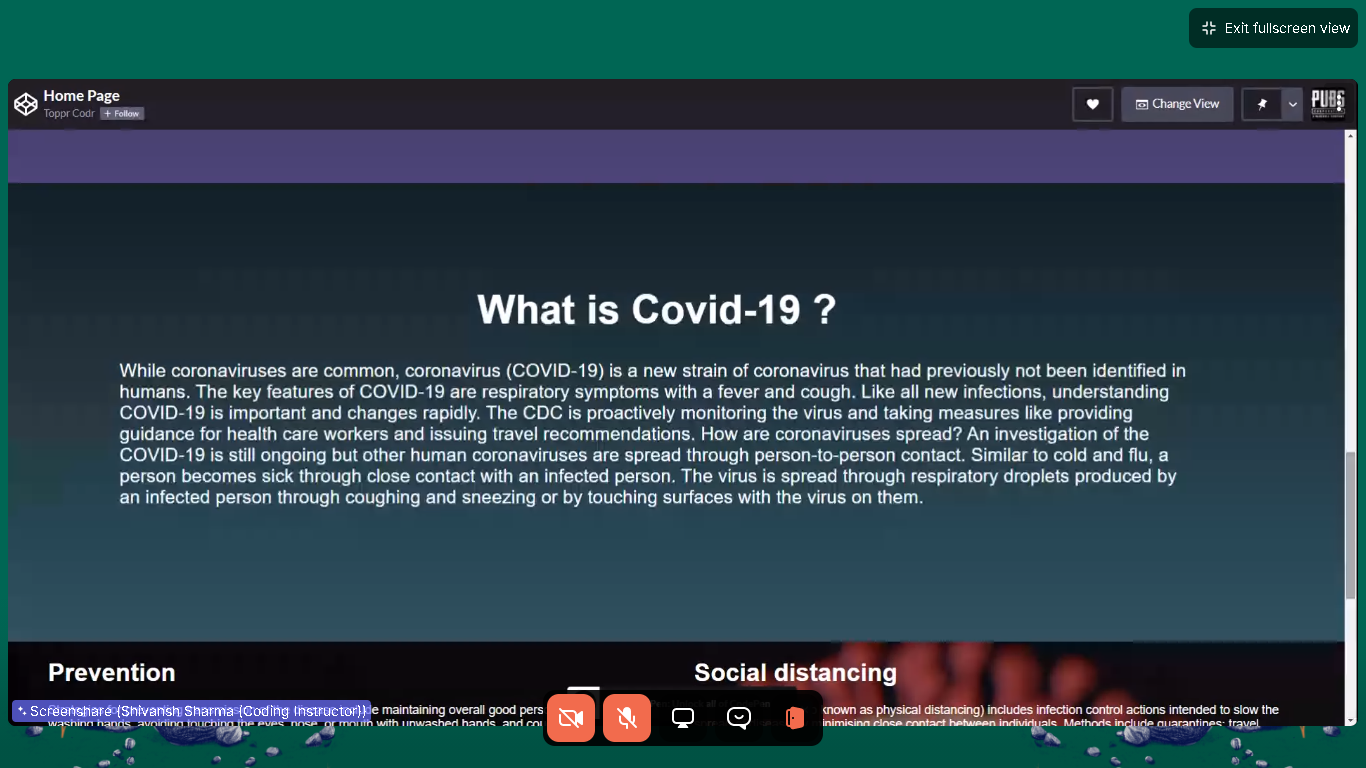 Exit fullscreen view
Home Page
Toppr Codr + Follow
Change View
PUBG
What is Covid-19 ?
While coronaviruses are common, coronavirus (COVID-19) is a new strain of coronavirus that had previously not been identified in
humans. The key features of COVID-19 are respiratory symptoms with a fever and cough. Like all new infections, understanding
COVID-19 is important and changes rapidly. The CDC is proactively monitoring the virus and taking measures like providing
guidance for health care workers and issuing travel recommendations. How are coronaviruses spread? An investigation of the
COVID-19 is still ongoing but other human coronaviruses are spread through person-to-person contact. Similar to cold and flu, a
person becomes sick through close contact with an infected person. The virus is spread through respiratory droplets produced by
an infected person through coughing and sneezing or by touching surfaces with the virus on them.
Prevention
Social distancing
Screenshare {Shivansh Sharma {Coding Instructor}}
maintaining overall good pers
known as physical distancing) includes infection control actions intended to slow the
washing hands, avoiding touching the eyes, nose, or mouth with unwashed hands, and cou
minimising close contact between individuals. Methods include quarantines; travel